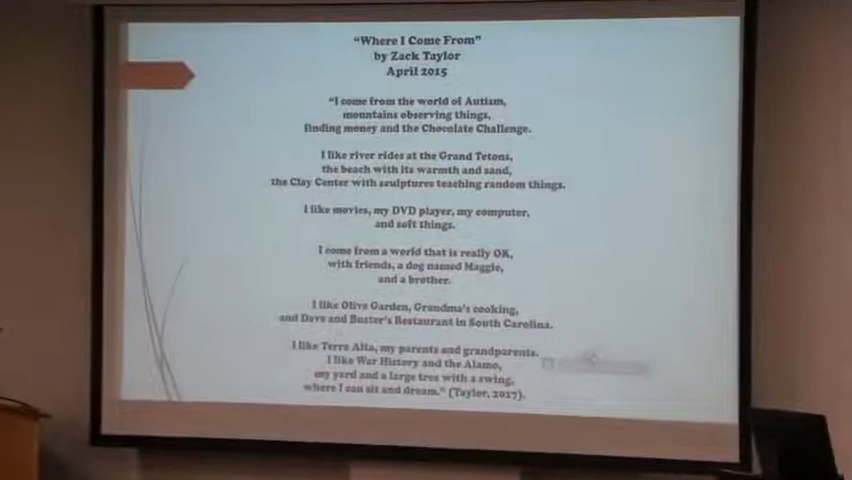 "Where I Come From"
by Zack Taylor
April 2015
"I come from the world of Autism,
mountains observing things,
finding money and the Chocolate Challenge.
I like river rides at the Grand Tetons,
the beach with its warmth and sand,
the Clay Center with sculptures teaching random things.
I like movies, my DVD player, my computer,
and soft things.
I come from a world that is really OK,
with friends, a dog named Maggie,
and a brother.
I like Olive Garden, Grandma's cooking,
and Dave and Buster's Restaurant in South Carolina.
I like Terra Alta, my parents and grandparents.
I like War History and the Alamo,
my yard and a large tree with a swing,
where I can sit and dream." (Taylor, 2017).